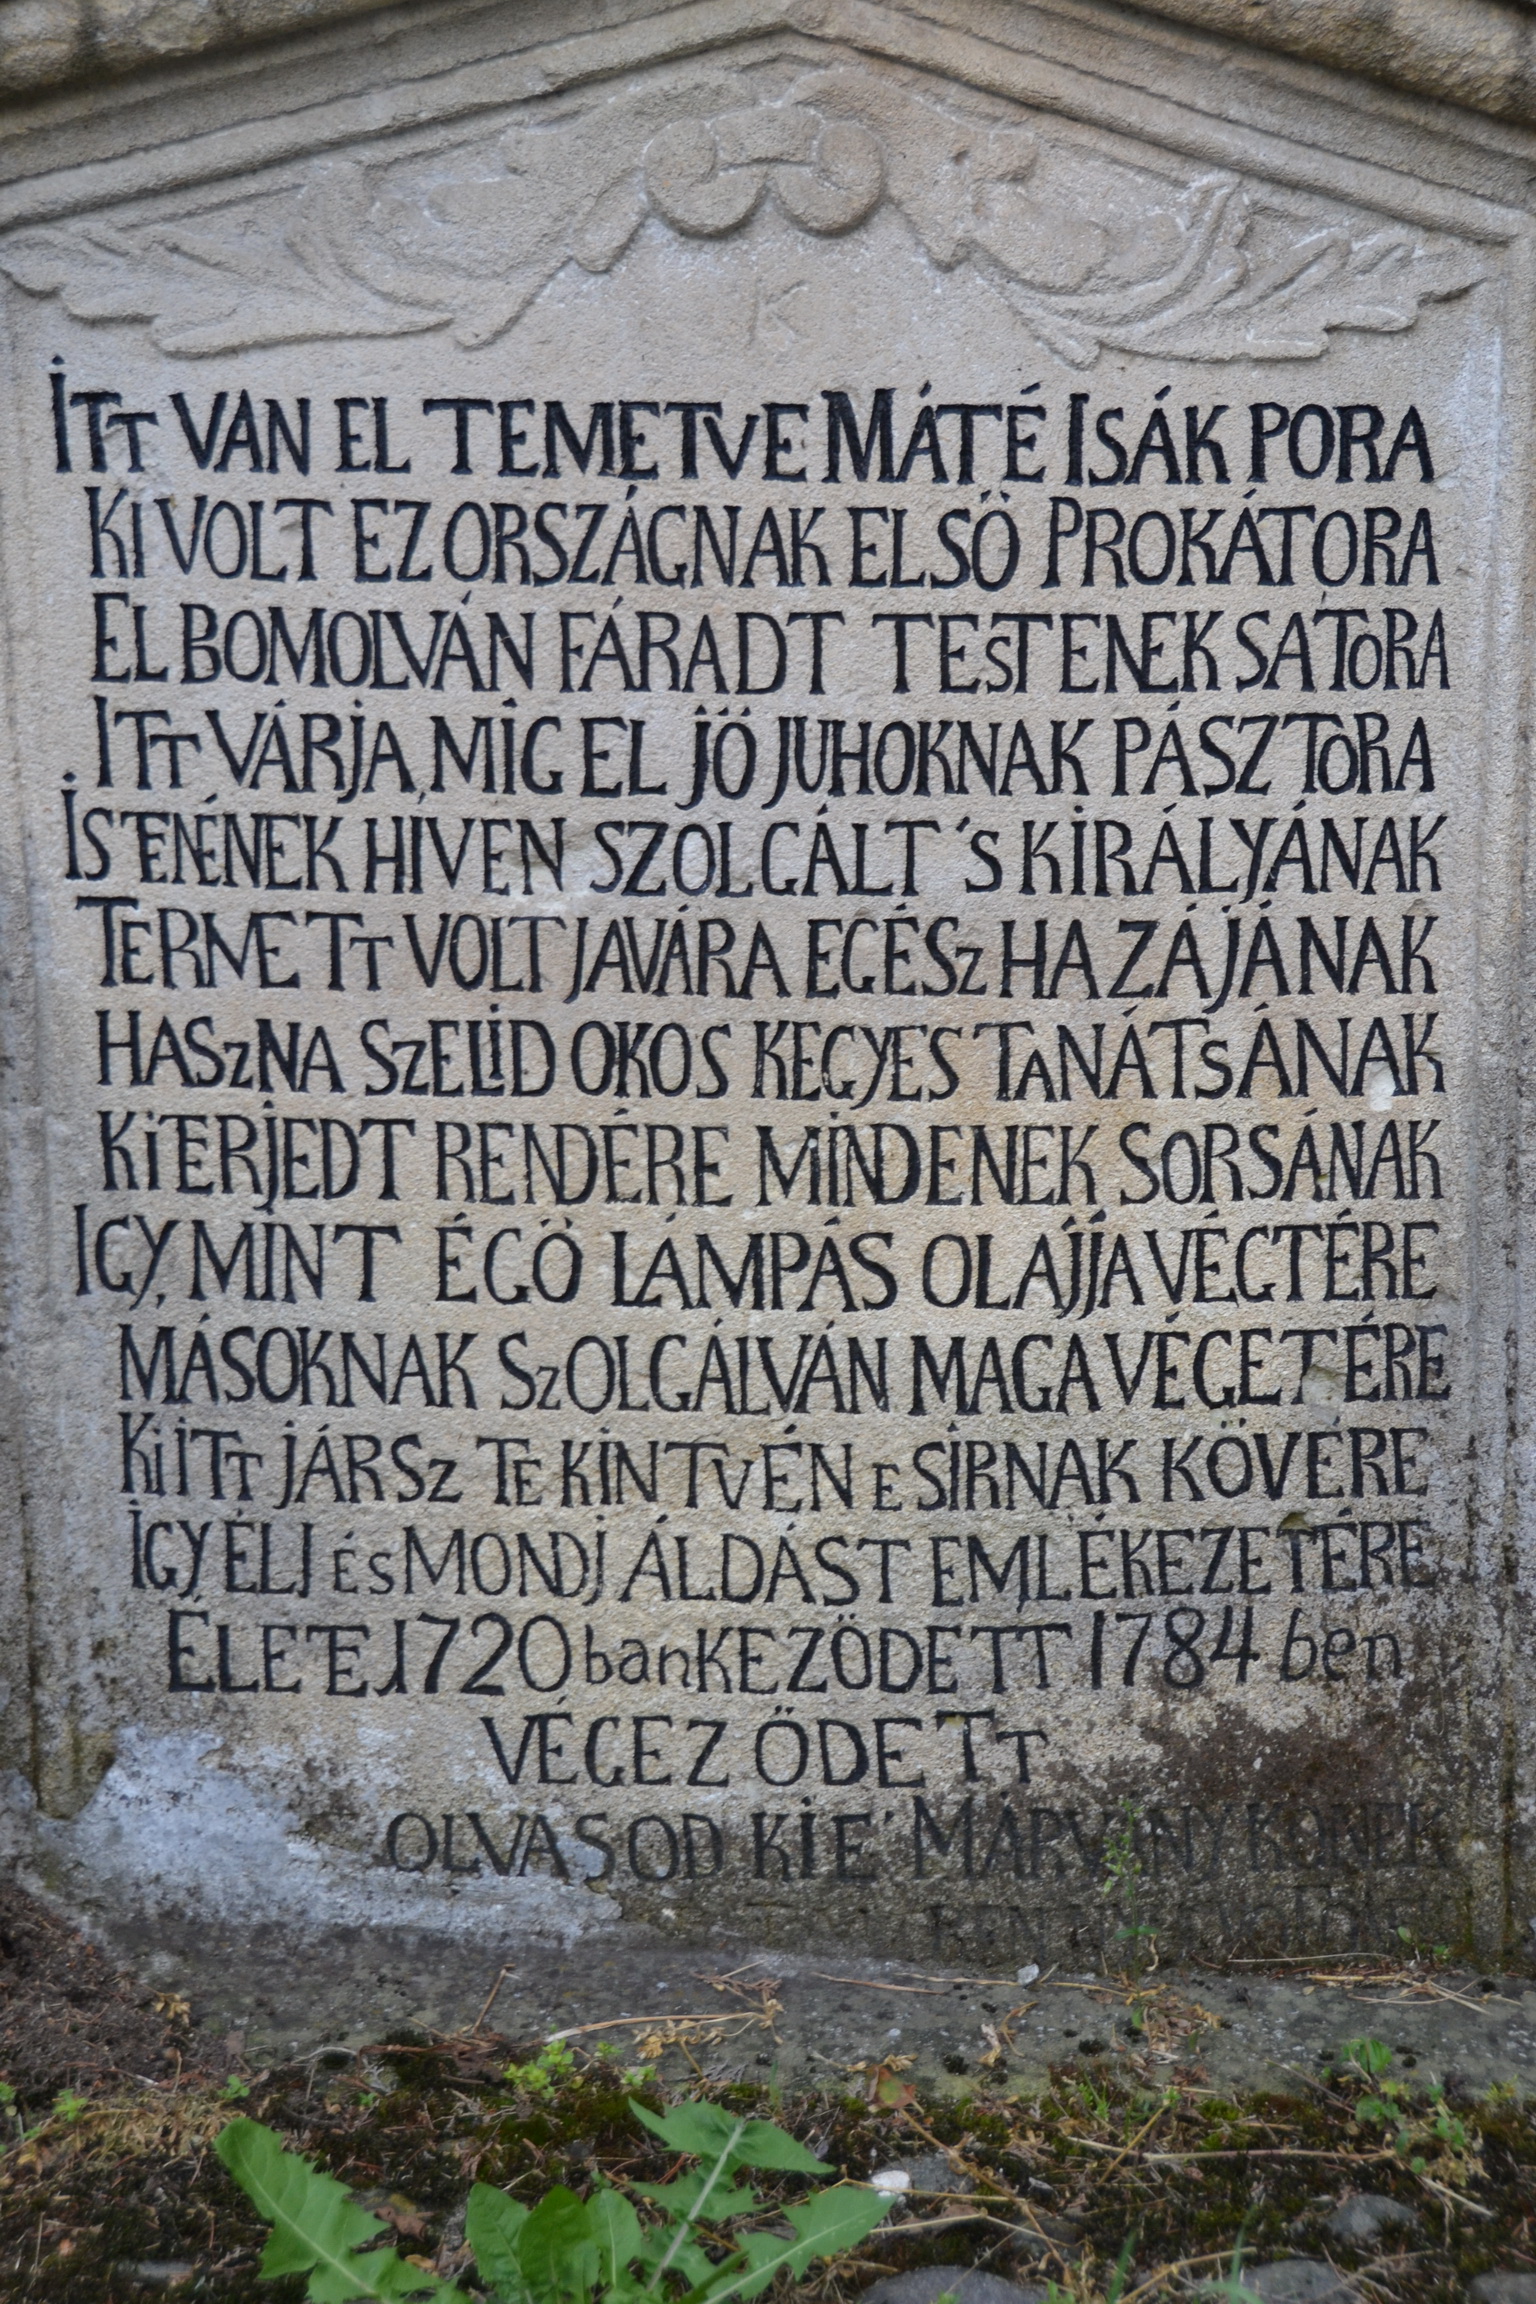 K
ITT VAN EL TEMETVE MÁTÉ ISÁK PORA
KI VOLT EZ ORSZÁGNAK ELSÖ PROKÁTORA
EL BOMOLVÁN FÁRADT TESTENEK SATORA
ITT VÁRJA MIG EL JÖ JUHOKNAK PÁSZTORA
ISTENÉNEK HIVEN SZOLGÁLT 'S KIRÁLYÁNAK
TERMETT VOLT JAVÁRA EGÉSZ HAZÁJÁNAK
HASZNA SZELID OKOS KEGYES TANÁTSÁNAK
KITERJEDT RENDÉRE MINDENEK SORSÁNAK
IGY, MINT ÉGÖ LÁMPÁS OLAJJA VÉGTÉRE
MÁSOKNAK SZOLGÁLVÁN MAGA VÉGETÉRE
KI ITT JÁRSZ TEKINTVÉN E SIRNAK KÖVÉRE
IGY ÉLJ ÉS MONDJ ÁLDÁST EMLÉKEZETÉRE
ÉLETE 1720 ban KEZÖDETT 1784 ben
VÉGEZÖDETT
OLVASOD KI E' MÁRVÁNY KÖNEK